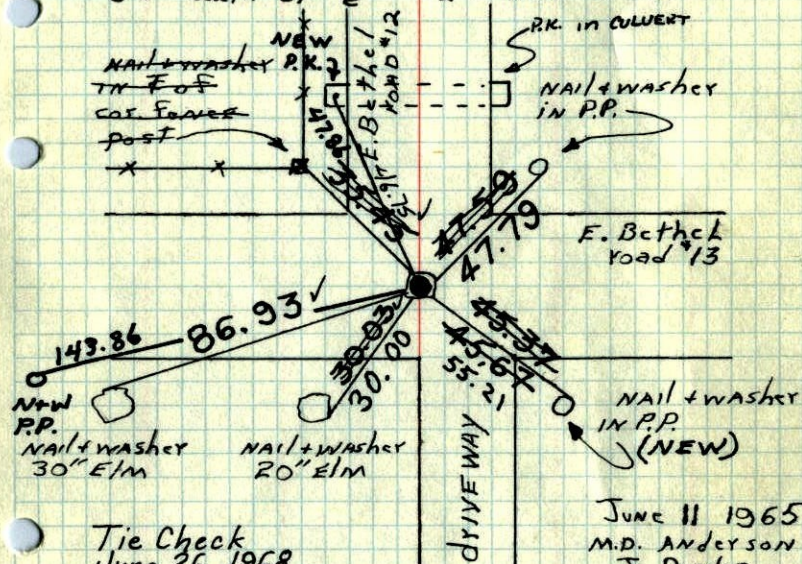 NEW
P.K.?
Nail + washer
in E of
cor. fence
post
P.K. in CULVERT
NAIL + WASHER
in P.P.
E. Bethel
ROAD #12
47.86
35.43
47.59
47.79
E. BetheL
road #13
86.93
143.86
30.03
30.00
45.37
45.67
55.21
N+W
P.P.
NAIL + WASHER
30" Elm
NAIL + WASHER
20" Elm
NAIL + WASHER
IN P.P.
(NEW)
DRIVEWAY
Tie Check
June 26 1968
June 11 1965
M.D. Anderson